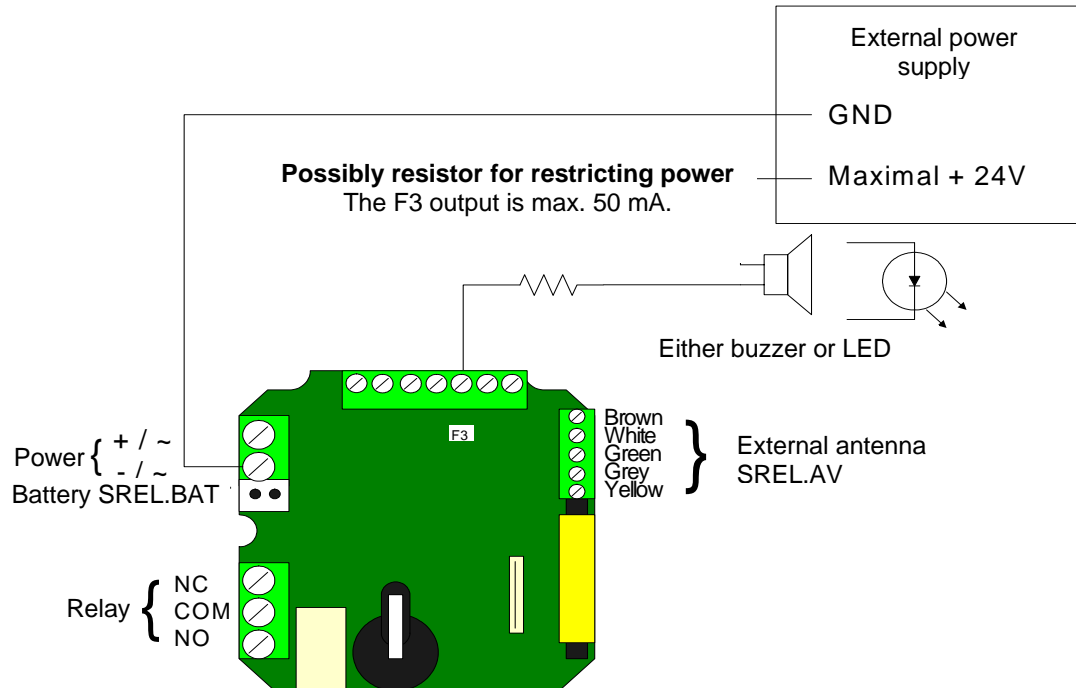 External power
supply
GND
Maximal + 24V
Possibly resistor for restricting power
The F3 output is max. 50 mA.
Either buzzer or LED
F3
Brown
White
Green
Grey
Yellow
External antenna
SREL.AV
Power { + / ~
- / ~
Battery SREL.BAT
Relay {
NC
COM
NO